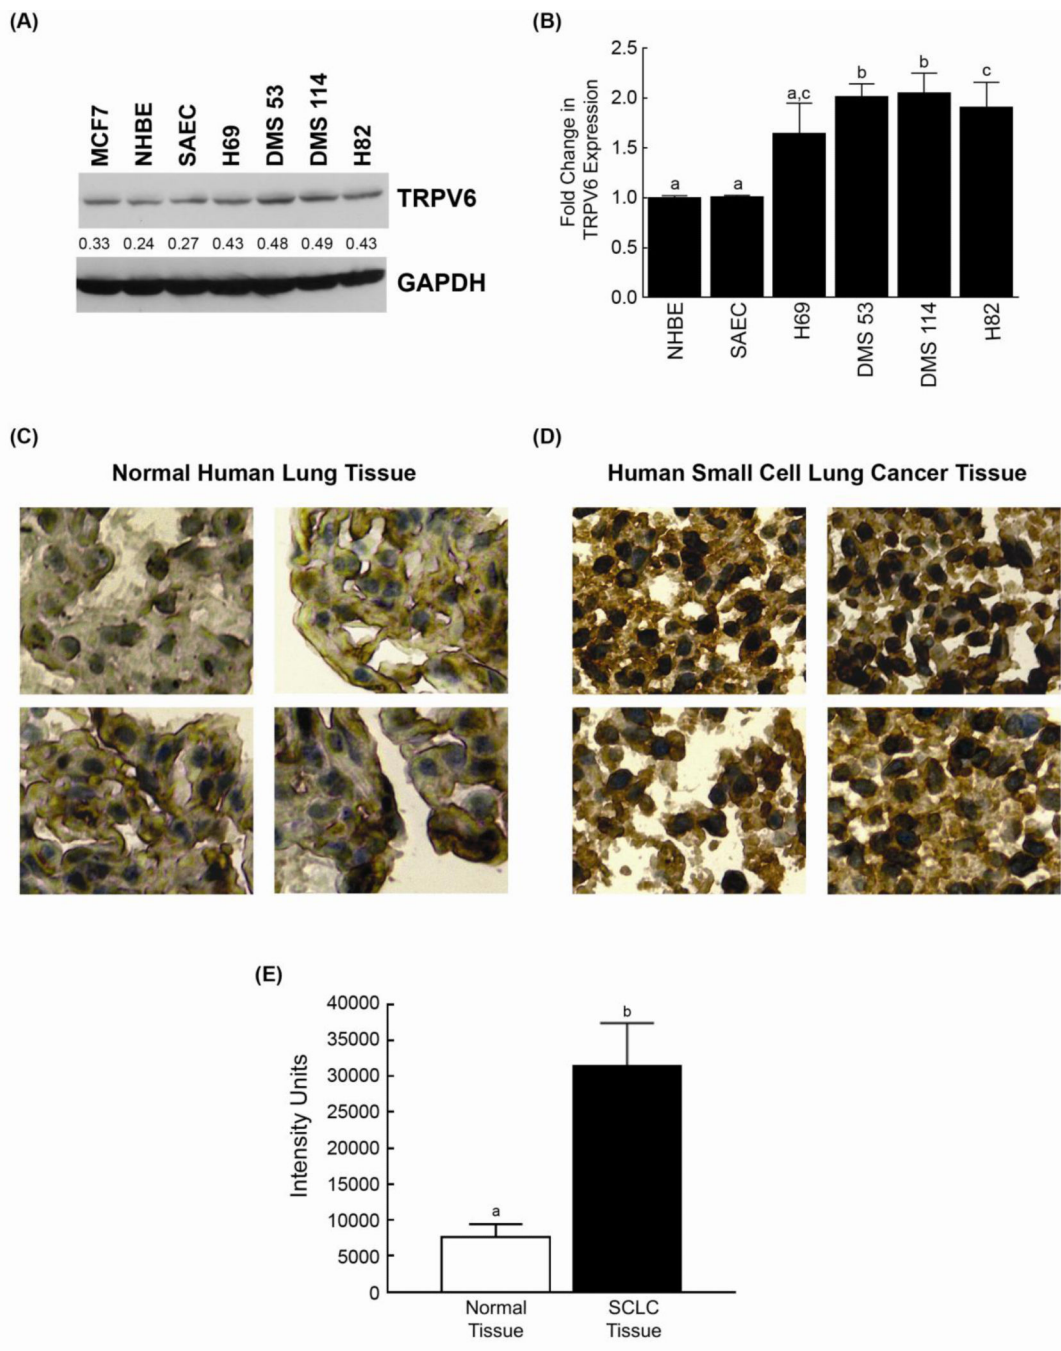 (A)
MCF7
NHBE
SAEC
H69
DMS 53
DMS 114
H82
TRPV6
0.33 0.24 0.27 0.43 0.48 0.49 0.43
GAPDH
(B)
Fold Change in
TRPV6 Expression
2.5
2.0
1.5
1.0
0.5
0.0
a
a
a,c
b
b
c
NHBE
SAEC
H69
DMS 53
DMS 114
H82
(C)
Normal Human Lung Tissue
(D)
Human Small Cell Lung Cancer Tissue
(E)
Intensity Units
40000
35000
30000
25000
20000
15000
10000
5000
0
a
b
Normal
Tissue
SCLC
Tissue